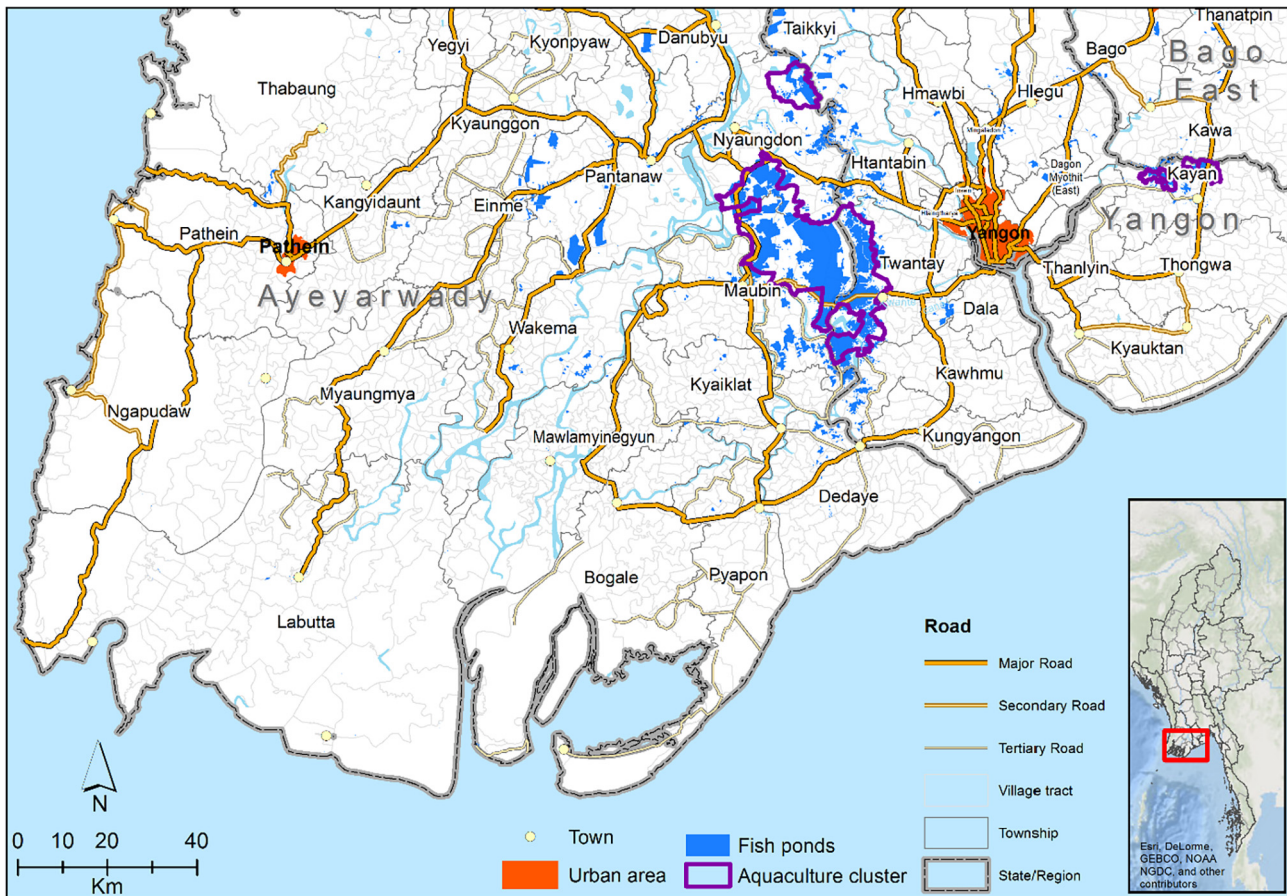 Yegyi
Kyonpyaw
Danubyu
Taikkyi
Thanatpin
Bago
Bago
East
Thabaung
Hmawbi
Hlegu
Kyaunggon
Mingaladon
Kawa
Nyaungdon
Htantabin
Dagon
Myothit
(East)
Kayan
Pantanaw
Kangyidaunt
Einme
Insein
Hlaingtharya
Yangon
Pathein
Pathein
Yangon
Twantay
Thanlyin
Thongwa
Ayeyarwady
Maubin
Dala
Wakema
Kyauktan
Kyaiklat
Kawhmu
Myaungmya
Ngapudaw
Mawlamyinegyun
Kungyangon
Dedaye
Bogale
Pyapon
Labutta
Road
Major Road
Secondary Road
Tertiary Road
Village tract
Township
State/Region
N
0 10 20 40
Km
Town
Urban area
Fish ponds
Aquaculture cluster
Esri, DeLorme,
GEBCO, NOAA
NGDC, and other
contributors